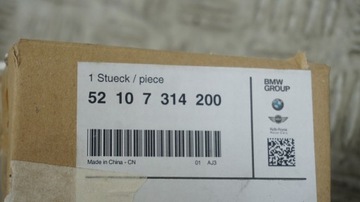 1 Stueck / piece
BMW
GROUP
52 10 7 314 200
Made in China - CN
01 AJ3